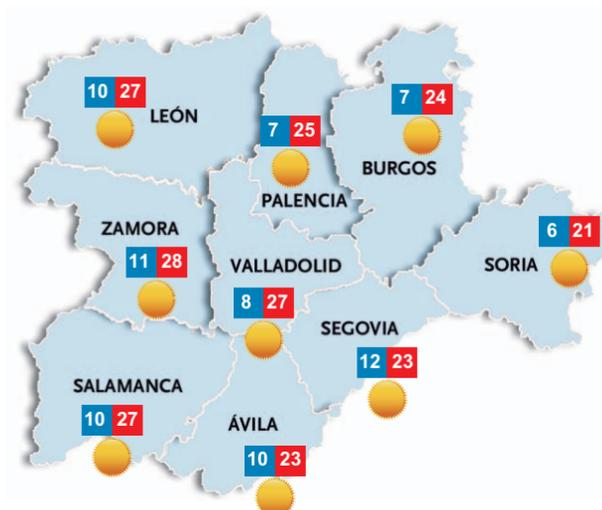 10 27
LEÓN
7 24
BURGOS
7 25
PALENCIA
ZAMORA
11 28
VALLADOLID
8 27
6 21
SORIA
SEGOVIA
12 23
SALAMANCA
10 27
ÁVILA
10 23